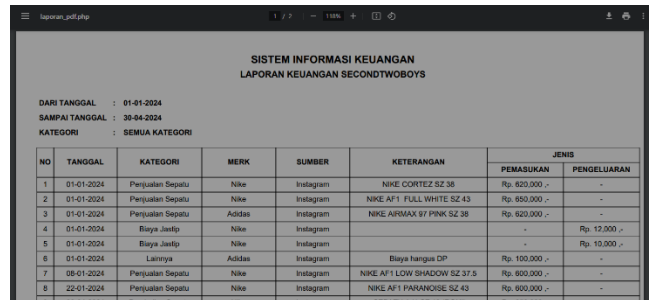 laporan_pdf.php 1 / 2 — 118% +
SISTEM INFORMASI KEUANGAN
LAPORAN KEUANGAN SECONDTWOBOYS
DARI TANGGAL : 01-01-2024
SAMPAI TANGGAL : 30-04-2024
KATEGORI : SEMUA KATEGORI
NO TANGGAL KATEGORI MERK SUMBER KETERANGAN JENIS
PEMASUKAN PENGELUARAN
1 01-01-2024 Penjualan Sepatu Nike Instagram NIKE CORTEZ SZ 38 Rp. 620,000 ,- -
2 01-01-2024 Penjualan Sepatu Nike Instagram NIKE AF1 FULL WHITE SZ 43 Rp. 650,000 ,- -
3 01-01-2024 Penjualan Sepatu Adidas Instagram NIKE AIRMAX 97 PINK SZ 38 Rp. 620,000 ,- -
4 01-01-2024 Biaya Jastip Nike Instagram - Rp. 12,000 ,-
5 01-01-2024 Biaya Jastip Nike Instagram - Rp. 10,000 ,-
6 01-01-2024 Lainnya Adidas Instagram Biaya hangus DP Rp. 100,000 ,- -
7 08-01-2024 Penjualan Sepatu Nike Instagram NIKE AF1 LOW SHADOW SZ 37.5 Rp. 600,000 ,- -
8 22-01-2024 Penjualan Sepatu Nike Instagram NIKE AF1 PARANOISE SZ 43 Rp. 600,000 ,- -